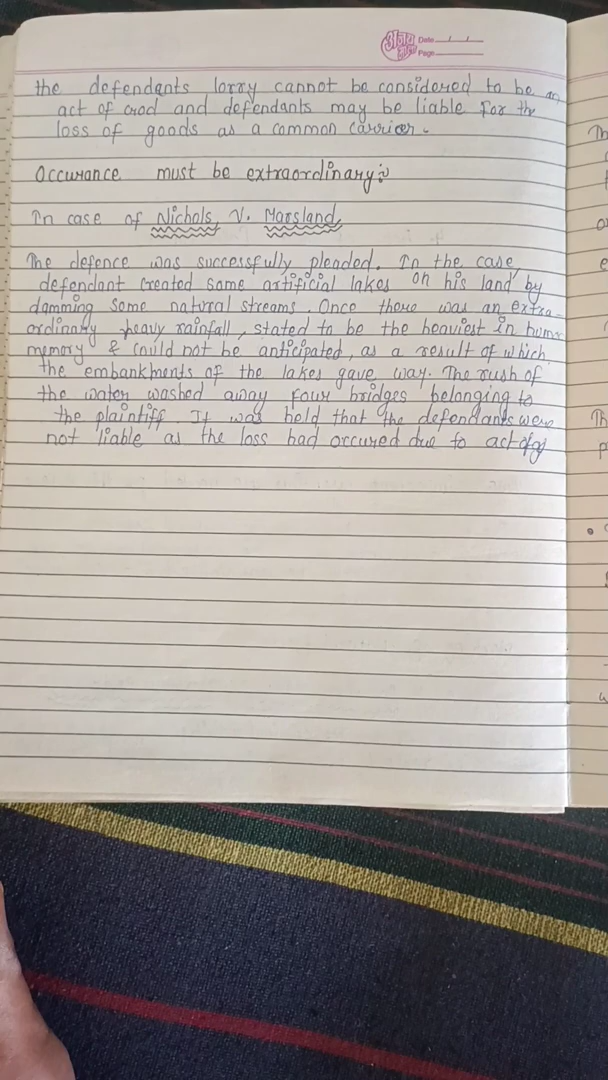 Date / /
Page
the defendants lorry cannot be considered to be an
act of God and defendants may be liable for the
loss of goods as a common carrier.
Occurance must be extraordinary:
In case of Nichols V. Marsland,
The defence was successfully pleaded. In the case,
defendant created some artificial lakes on his land by
damming some natural streams. Once there was an extra-
ordinary heavy rainfall, stated to be the heaviest in human
memory & could not be anticipated, as a result of which,
the embankments of the lakes gave way. The rush of
the water washed away four bridges belonging to
the plaintiff. It was held that the defendants were
not liable as the loss had occured due to act of